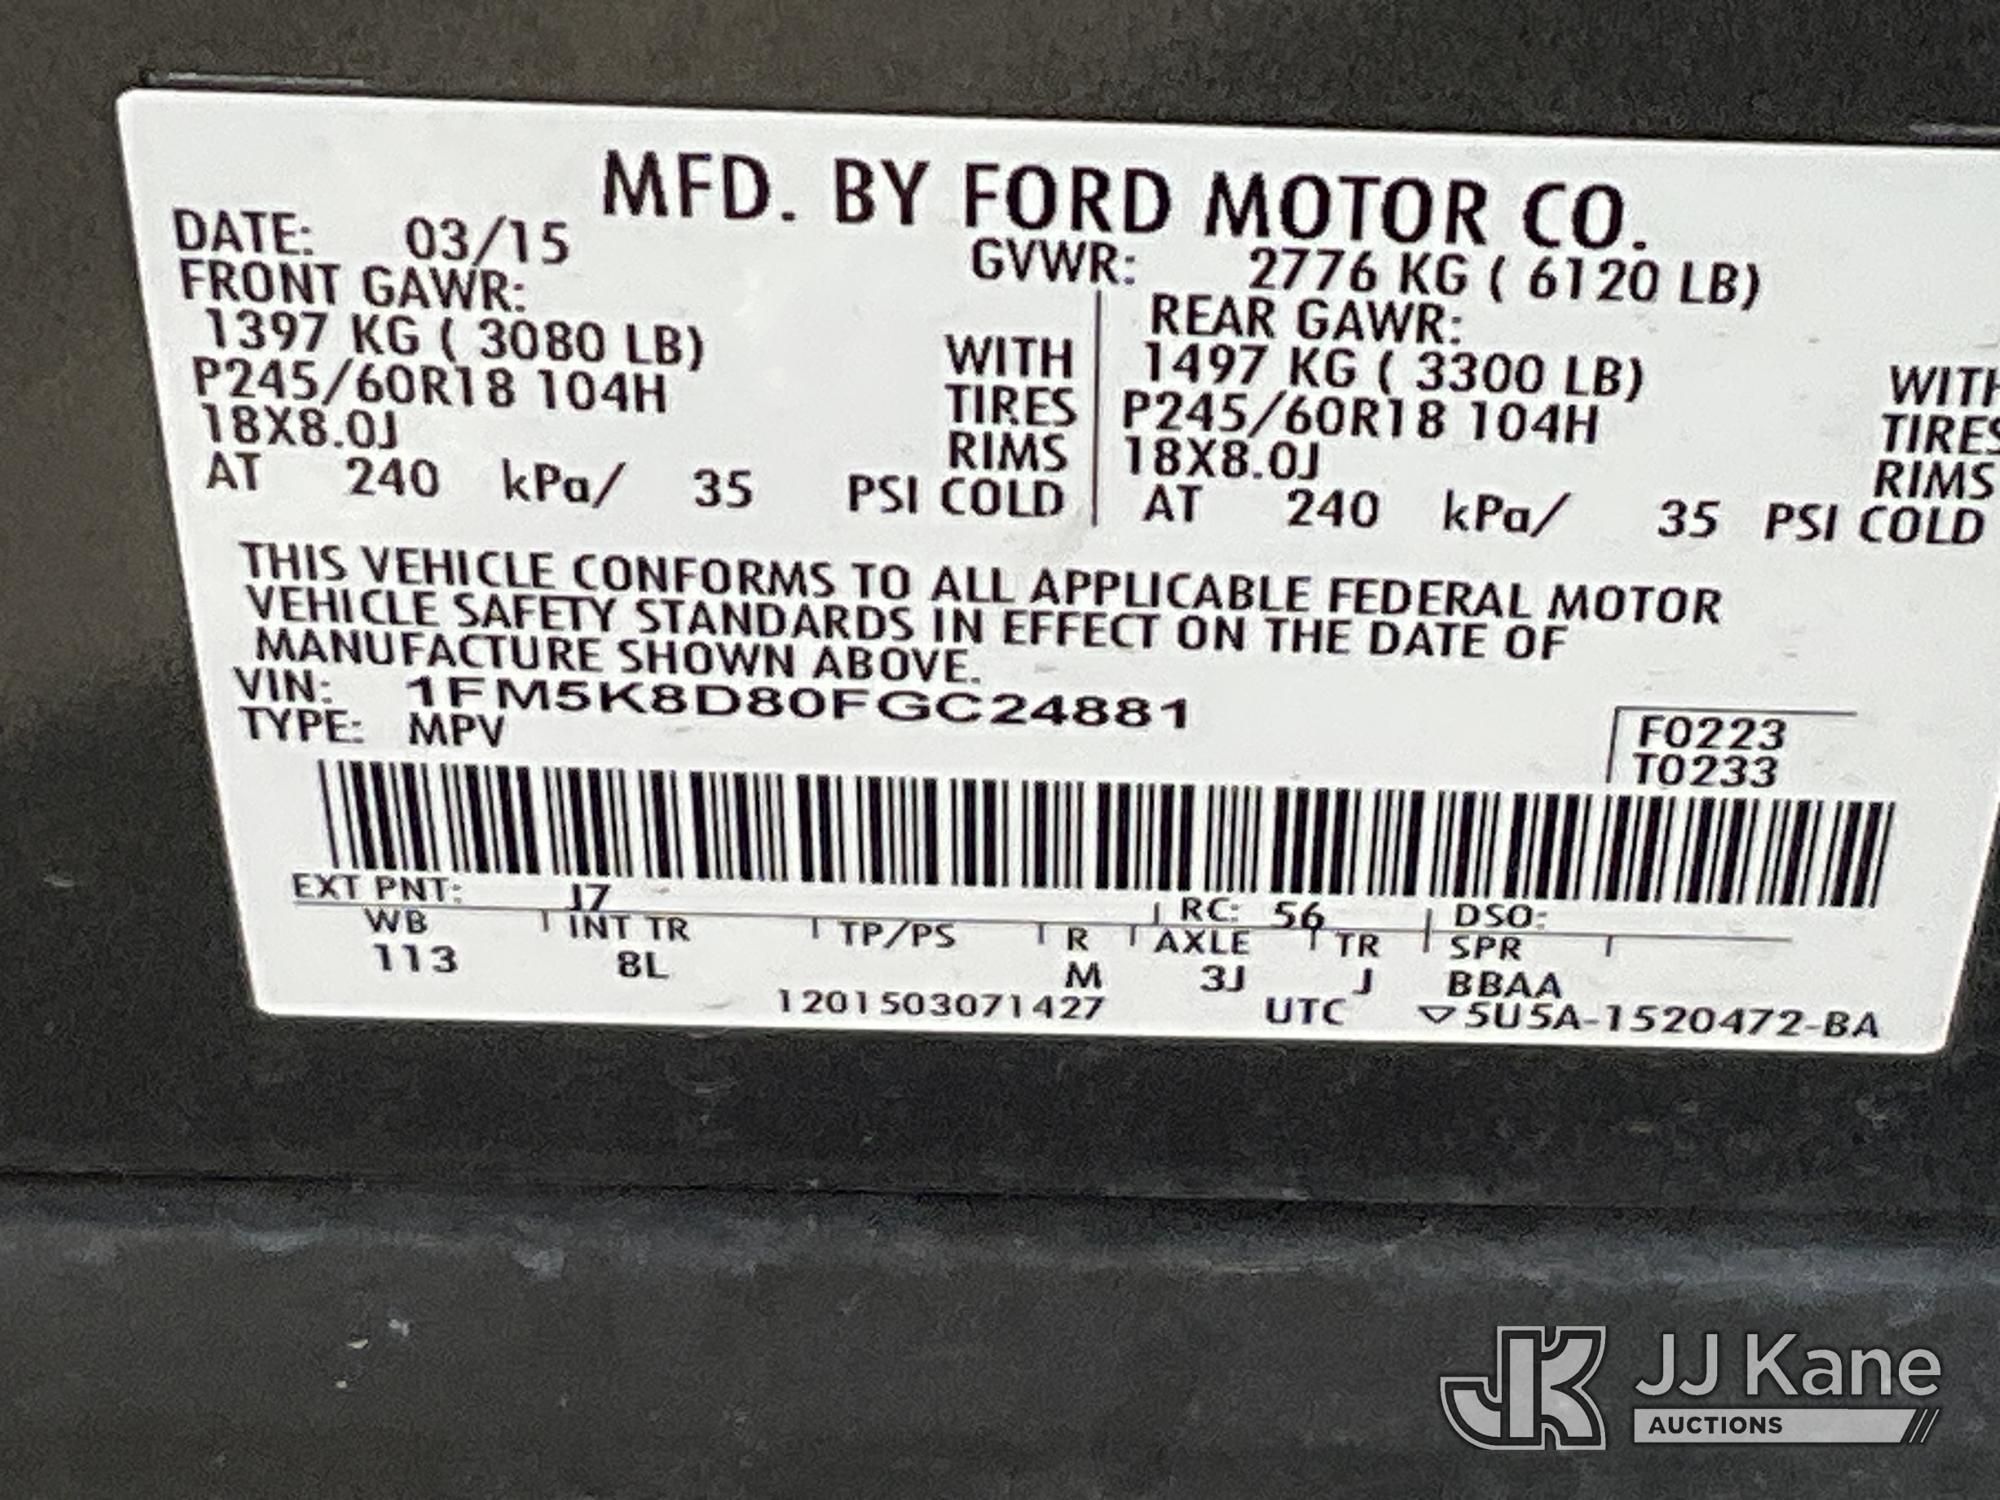 MFD. BY FORD MOTOR CO.
DATE: 03/15 GVWR: 2776 KG ( 6120 LB)
FRONT GAWR: REAR GAWR:
1397 KG ( 3080 LB) WITH 1497 KG ( 3300 LB) WITH
P245/60R18 104H TIRES P245/60R18 104H TIRES
18X8.0J RIMS 18X8.0J RIMS
AT 240 kPa/ 35 PSI COLD AT 240 kPa/ 35 PSI COLD
THIS VEHICLE CONFORMS TO ALL APPLICABLE FEDERAL MOTOR
VEHICLE SAFETY STANDARDS IN EFFECT ON THE DATE OF
MANUFACTURE SHOWN ABOVE.
VIN: 1FM5K8D80FGC24881
TYPE: MPV F0223
T0233
EXT PNT: J7 RC: 56 DSO:
WB INT TR TP/PS R AXLE TR SPR
113 8L M 3J J BBAA
1201503071427 UTC ▽5U5A-1520472-BA
JK JJ Kane
AUCTIONS